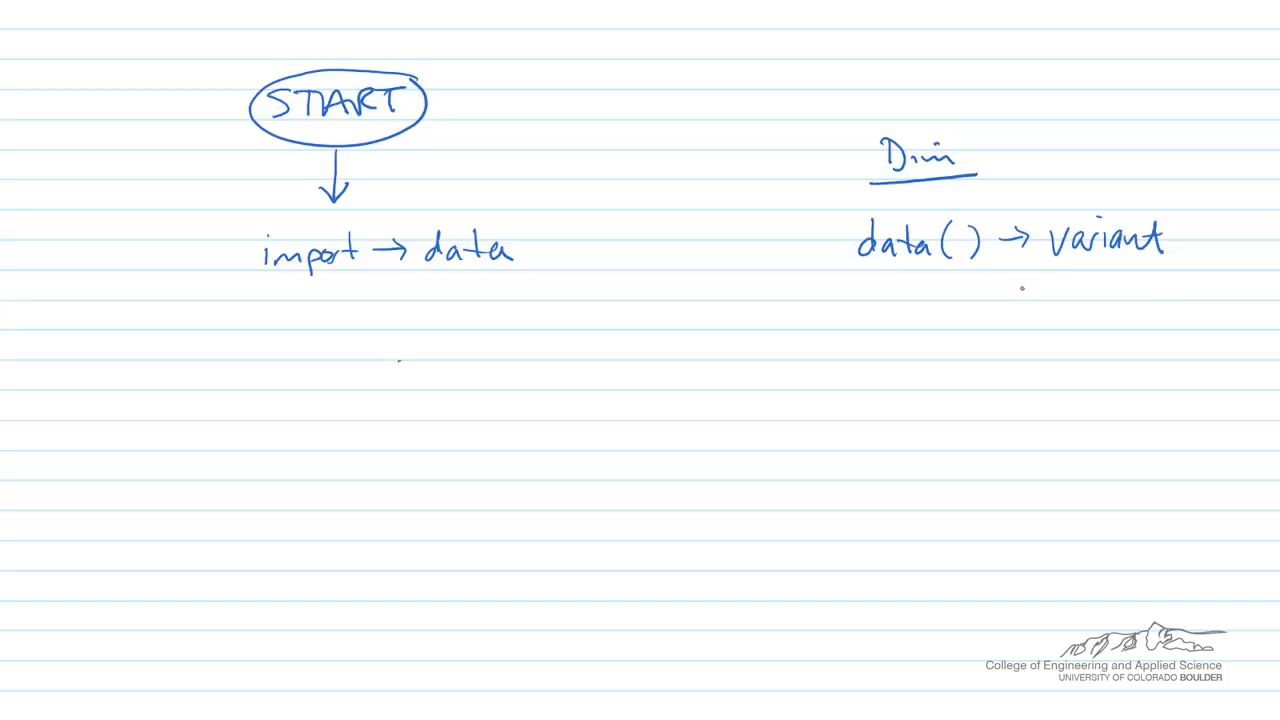 START
Dim
import → data
data() → variant
College of Engineering and Applied Science
UNIVERSITY OF COLORADO BOULDER